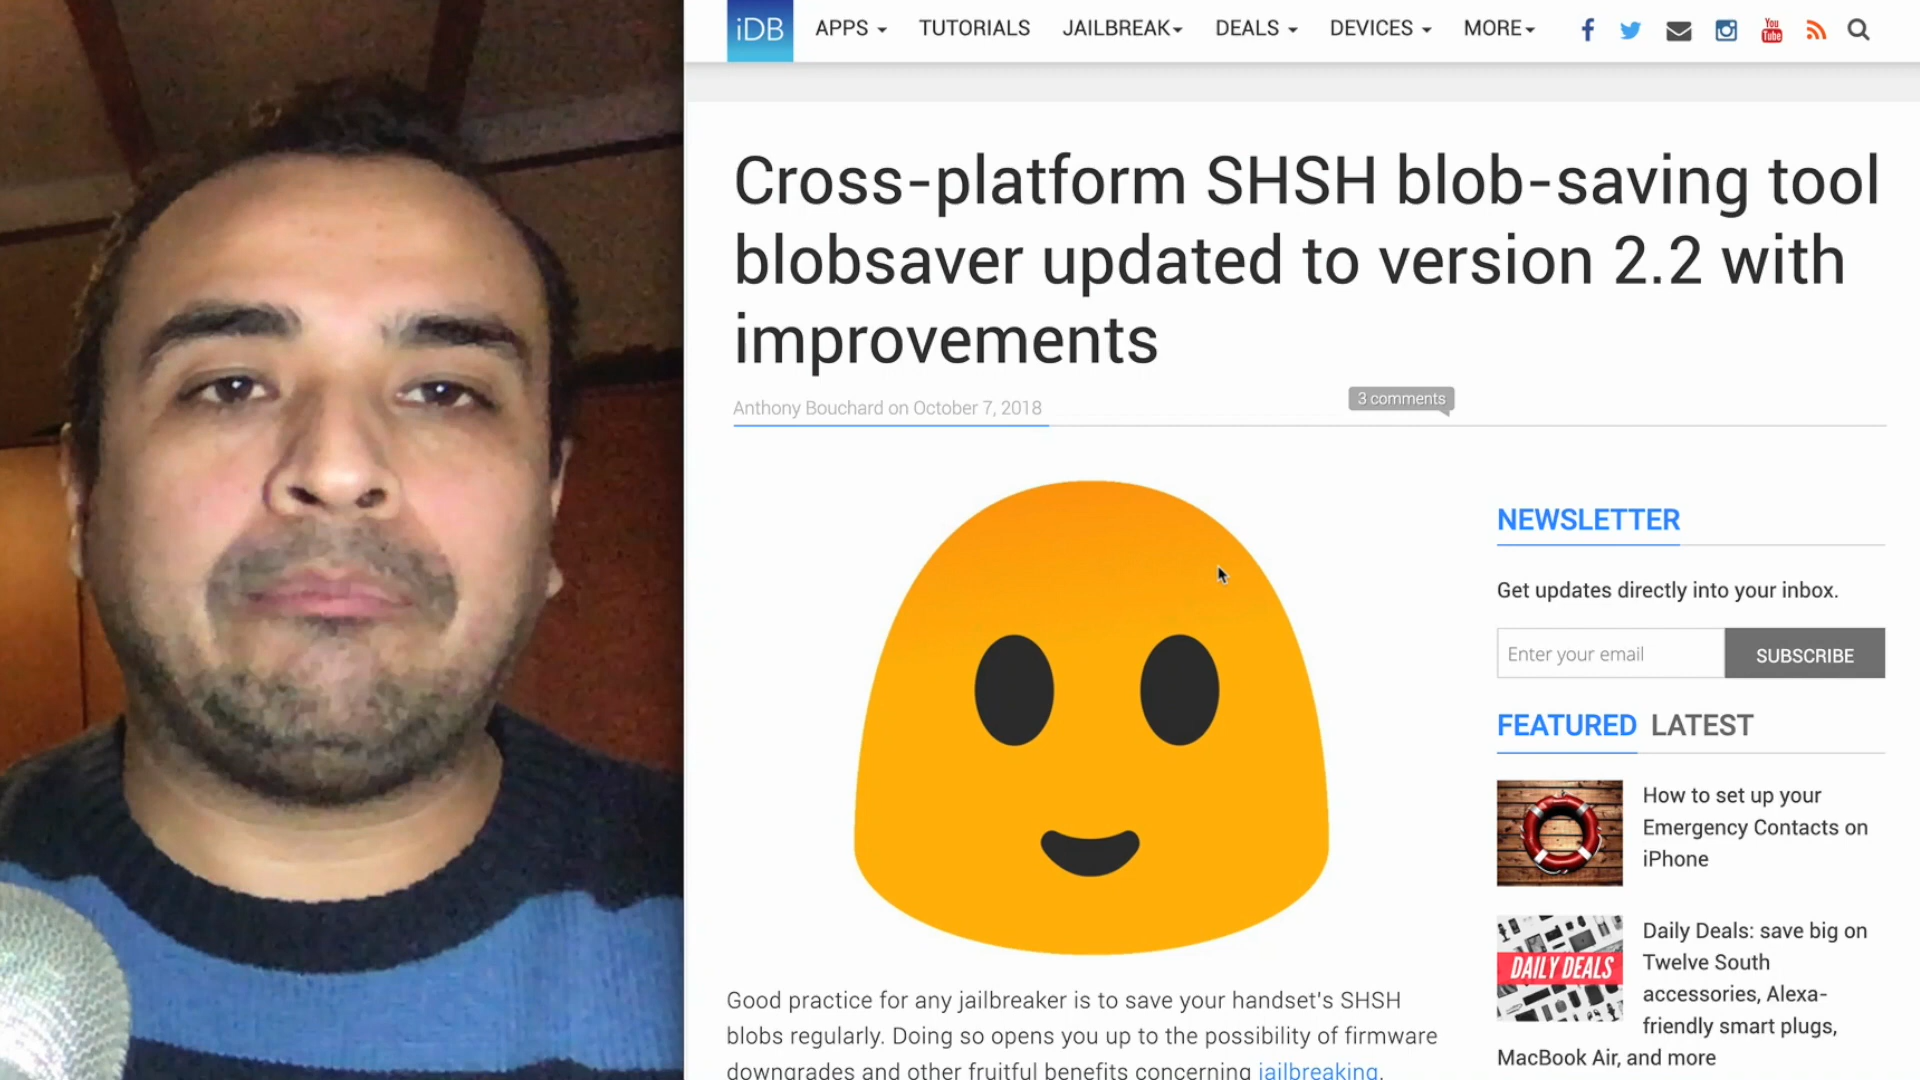 iDB
APPS
TUTORIALS
JAILBREAK
DEALS
DEVICES
MORE
You
Tube
Cross-platform SHSH blob-saving tool
blobsaver updated to version 2.2 with
improvements
Anthony Bouchard on October 7, 2018
3 comments
Good practice for any jailbreaker is to save your handset's SHSH
blobs regularly. Doing so opens you up to the possibility of firmware
downgrades and other fruitful benefits concerning jailbreaking.
NEWSLETTER
Get updates directly into your inbox.
Enter your email
SUBSCRIBE
FEATURED LATEST
How to set up your
Emergency Contacts on
iPhone
DAILY DEALS
Daily Deals: save big on
Twelve South
accessories, Alexa-
friendly smart plugs,
MacBook Air, and more